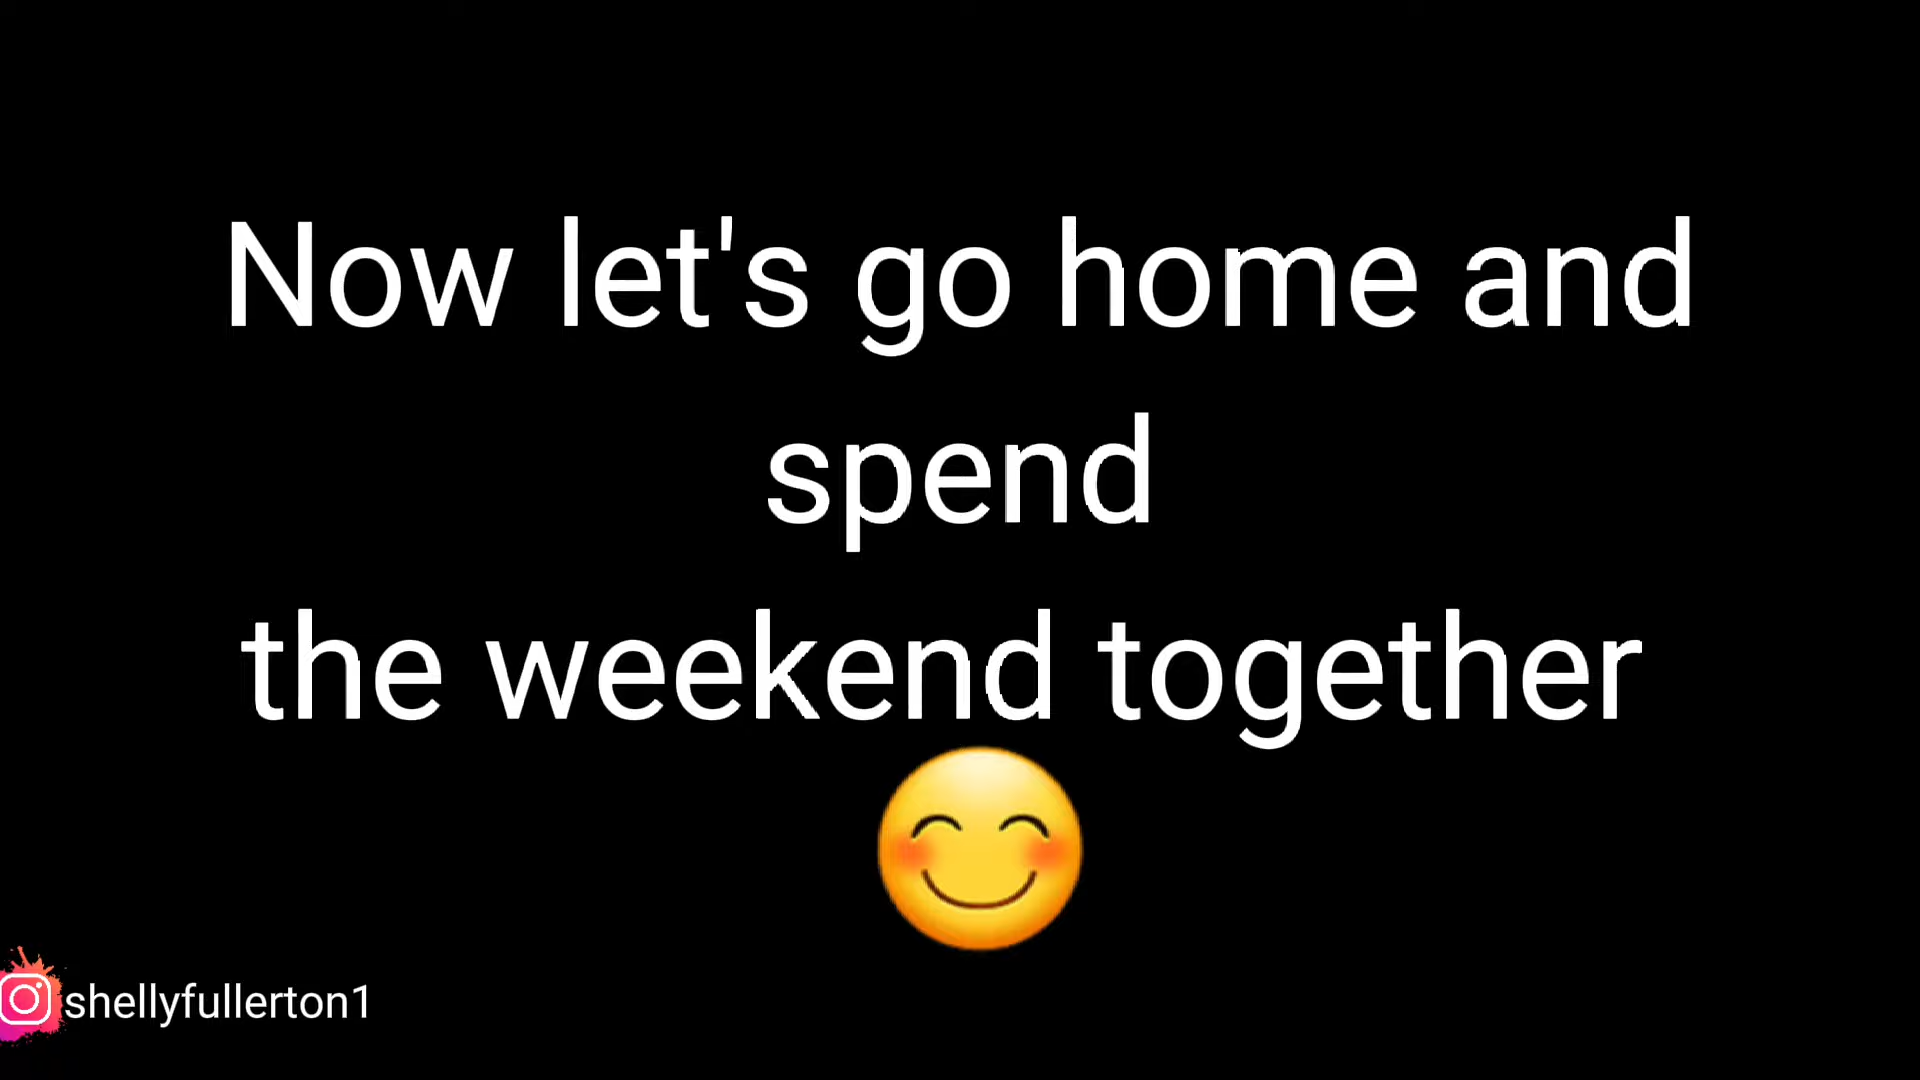 Now let's go home and
spend
the weekend together
😊
shellyfullerton1